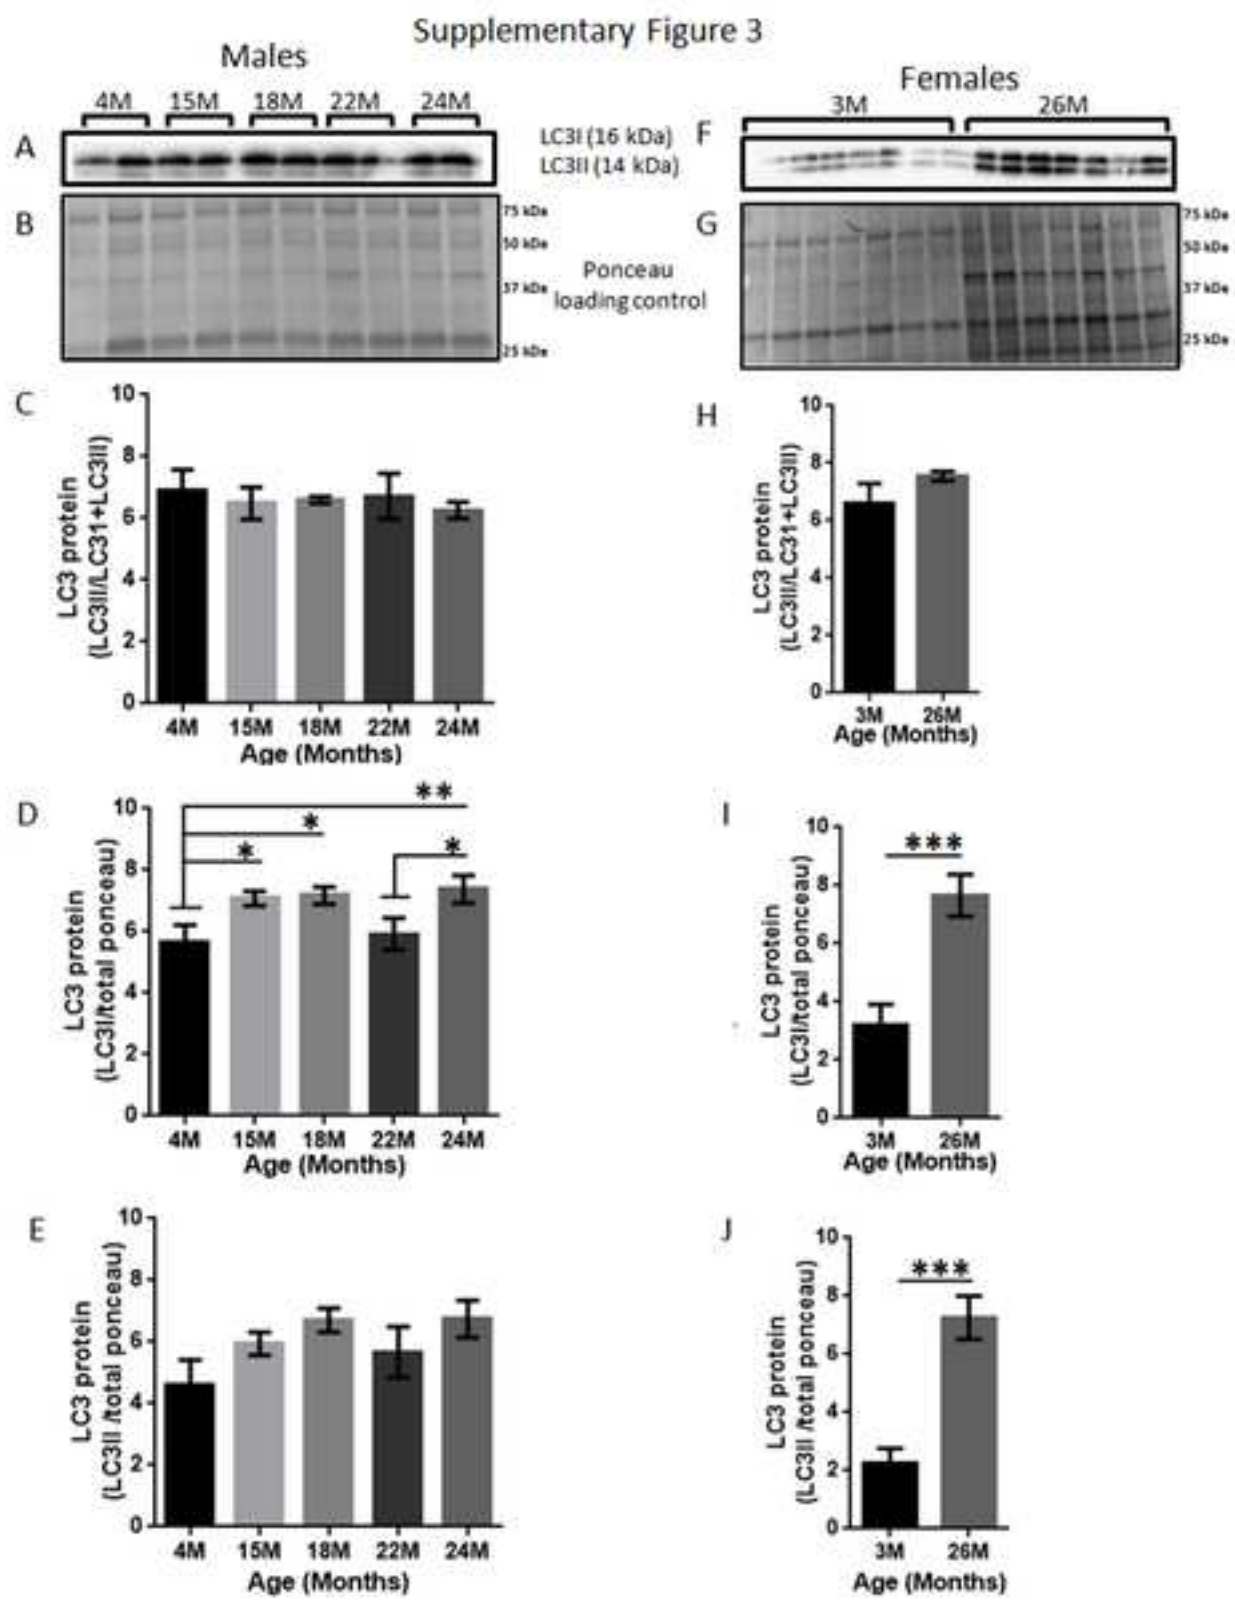 Supplementary Figure 3
Males
4M 15M 18M 22M 24M
A
LC3I (16 kDa)
LC3II (14 kDa)
B
75 kDa
50 kDa
37 kDa
25 kDa
Ponceau
loading control
Females
3M 26M
F
G
75 kDa
50 kDa
37 kDa
25 kDa
C
LC3 protein
(LC3II/LC31+LC3II)
10
8
6
4
2
0
4M 15M 18M 22M 24M
Age (Months)
H
LC3 protein
(LC3II/LC31+LC3II)
10
8
6
4
2
0
3M 26M
Age (Months)
D
LC3 protein
(LC3I/total ponceau)
10
8
6
4
2
0
**
*
*
*
4M 15M 18M 22M 24M
Age (Months)
I
LC3 protein
(LC3I/total ponceau)
10
8
6
4
2
0
***
3M 26M
Age (Months)
E
LC3 protein
(LC3II /total ponceau)
10
8
6
4
2
0
4M 15M 18M 22M 24M
Age (Months)
J
LC3 protein
(LC3II /total ponceau)
10
8
6
4
2
0
***
3M 26M
Age (Months)